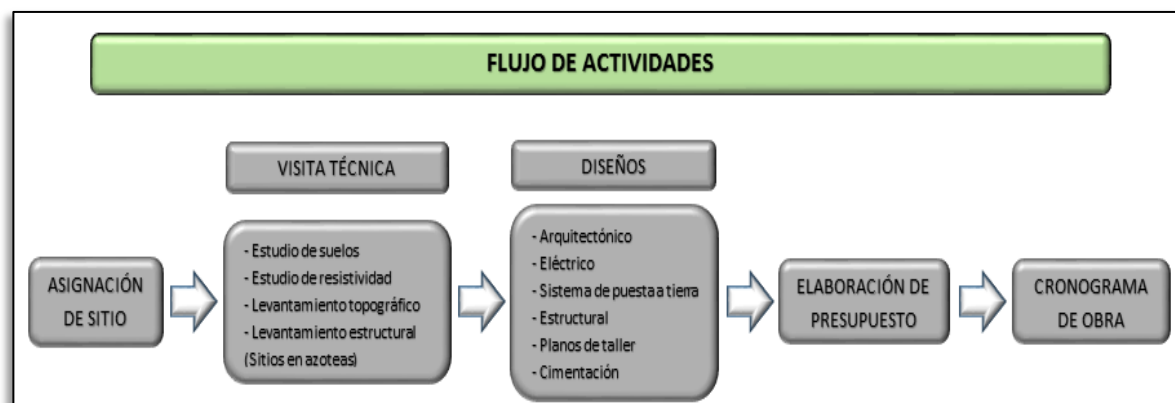 FLUJO DE ACTIVIDADES
ASIGNACIÓN
DE SITIO
VISITA TÉCNICA
- Estudio de suelos
- Estudio de resistividad
- Levantamiento topográfico
- Levantamiento estructural
(Sitios en azoteas)
DISEÑOS
- Arquitectónico
- Eléctrico
- Sistema de puesta a tierra
- Estructural
- Planos de taller
- Cimentación
ELABORACIÓN DE
PRESUPUESTO
CRONOGRAMA
DE OBRA